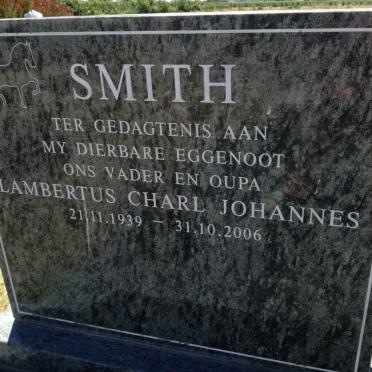 SMITH
TER GEDAGTENIS AAN
MY DIERBARE EGGENOOT
ONS VADER EN OUPA
LAMBERTUS CHARL JOHANNES
21.11.1939 – 31.10.2006